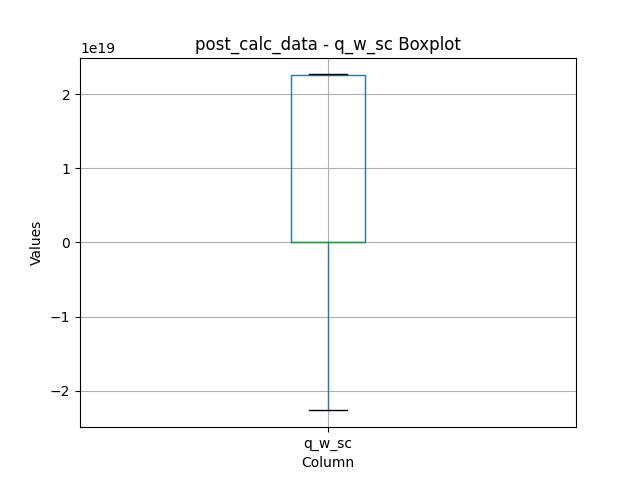 post_calc_data - q_w_sc Boxplot
1e19
2
1
0
−1
−2
Values
q_w_sc
Column